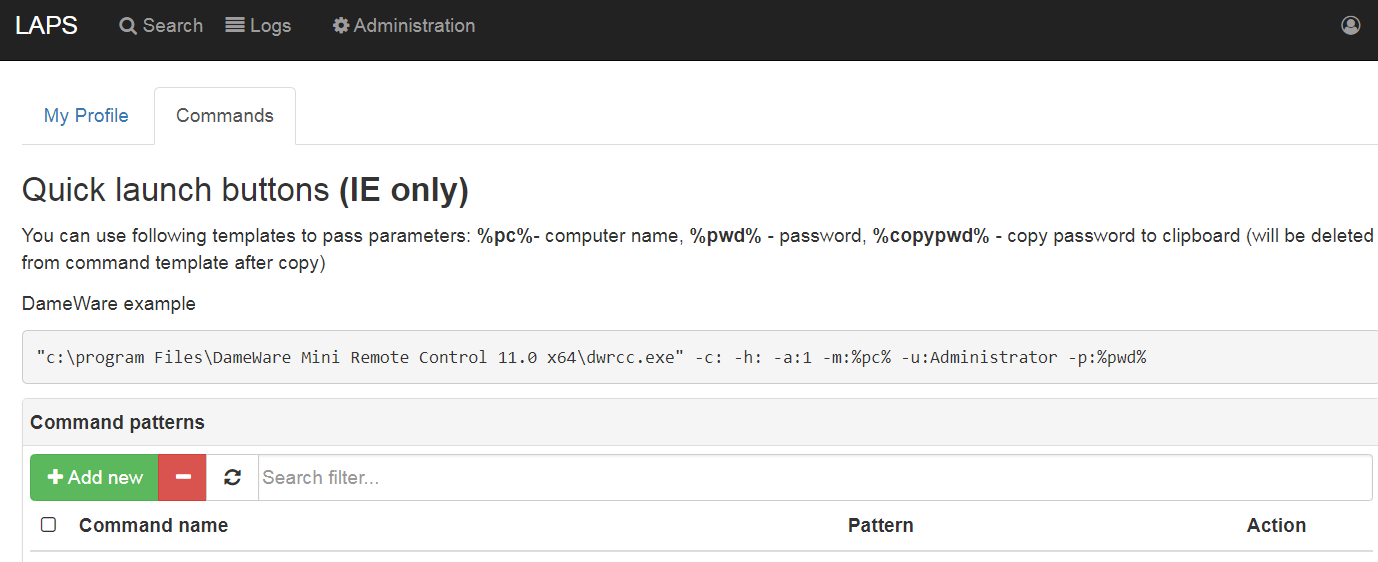 LAPS Search Logs Administration
My Profile Commands
Quick launch buttons (IE only)
You can use following templates to pass parameters: %pc%- computer name, %pwd% - password, %copypwd% - copy password to clipboard (will be deleted
from command template after copy)
DameWare example
"c:\program Files\DameWare Mini Remote Control 11.0 x64\dwrcc.exe" -c: -h: -a:1 -m:%pc% -u:Administrator -p:%pwd%
Command patterns
Add new Search filter...
Command name Pattern Action